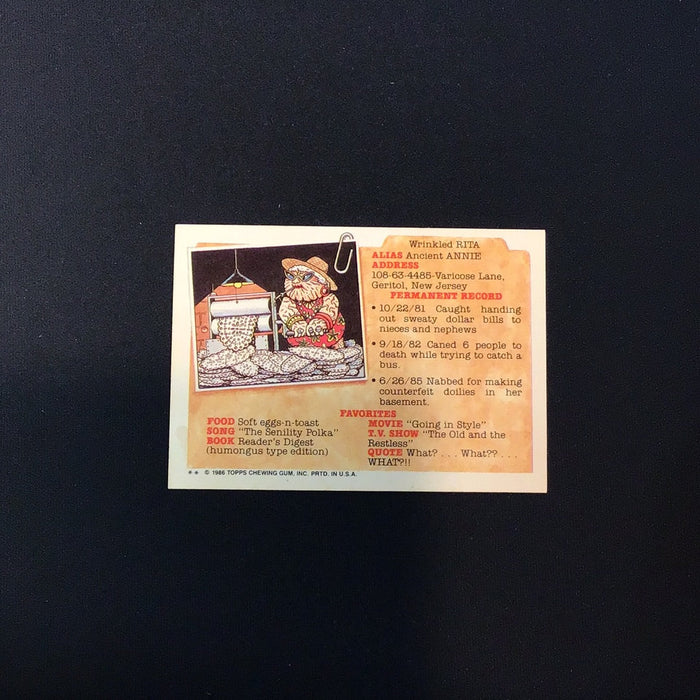 Wrinkled RITA
ALIAS Ancient ANNIE
ADDRESS
108-63-4485-Varicose Lane,
Geritol, New Jersey
PERMANENT RECORD
• 10/22/81 Caught handing
out sweaty dollar bills to
nieces and nephews
• 9/18/82 Caned 6 people to
death while trying to catch a
bus.
• 6/26/85 Nabbed for making
counterfeit doilies in her
basement.
FAVORITES
FOOD Soft eggs-n-toast
SONG "The Senility Polka"
BOOK Reader's Digest
(humongus type edition)
MOVIE "Going in Style"
T.V. SHOW "The Old and the
Restless"
QUOTE What? . . . What?? . . .
WHAT?!!
** © 1986 TOPPS CHEWING GUM, INC. PRTD. IN U.S.A.